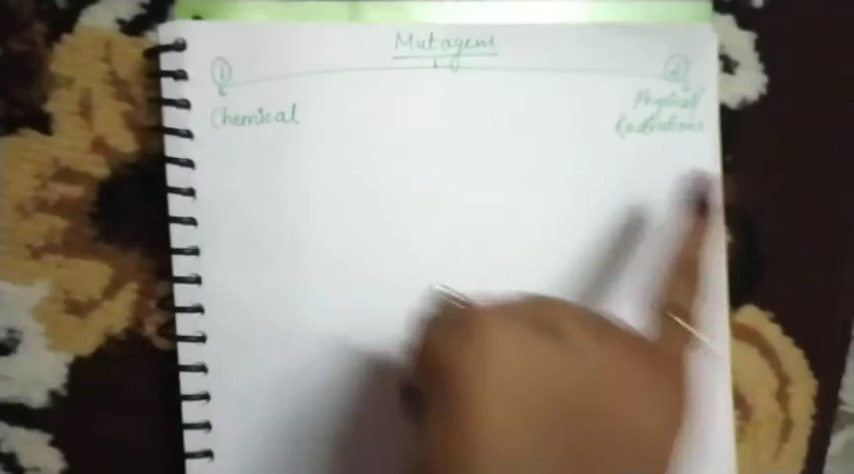 Mutagens
① ②
Chemical
Physical/
Radiations